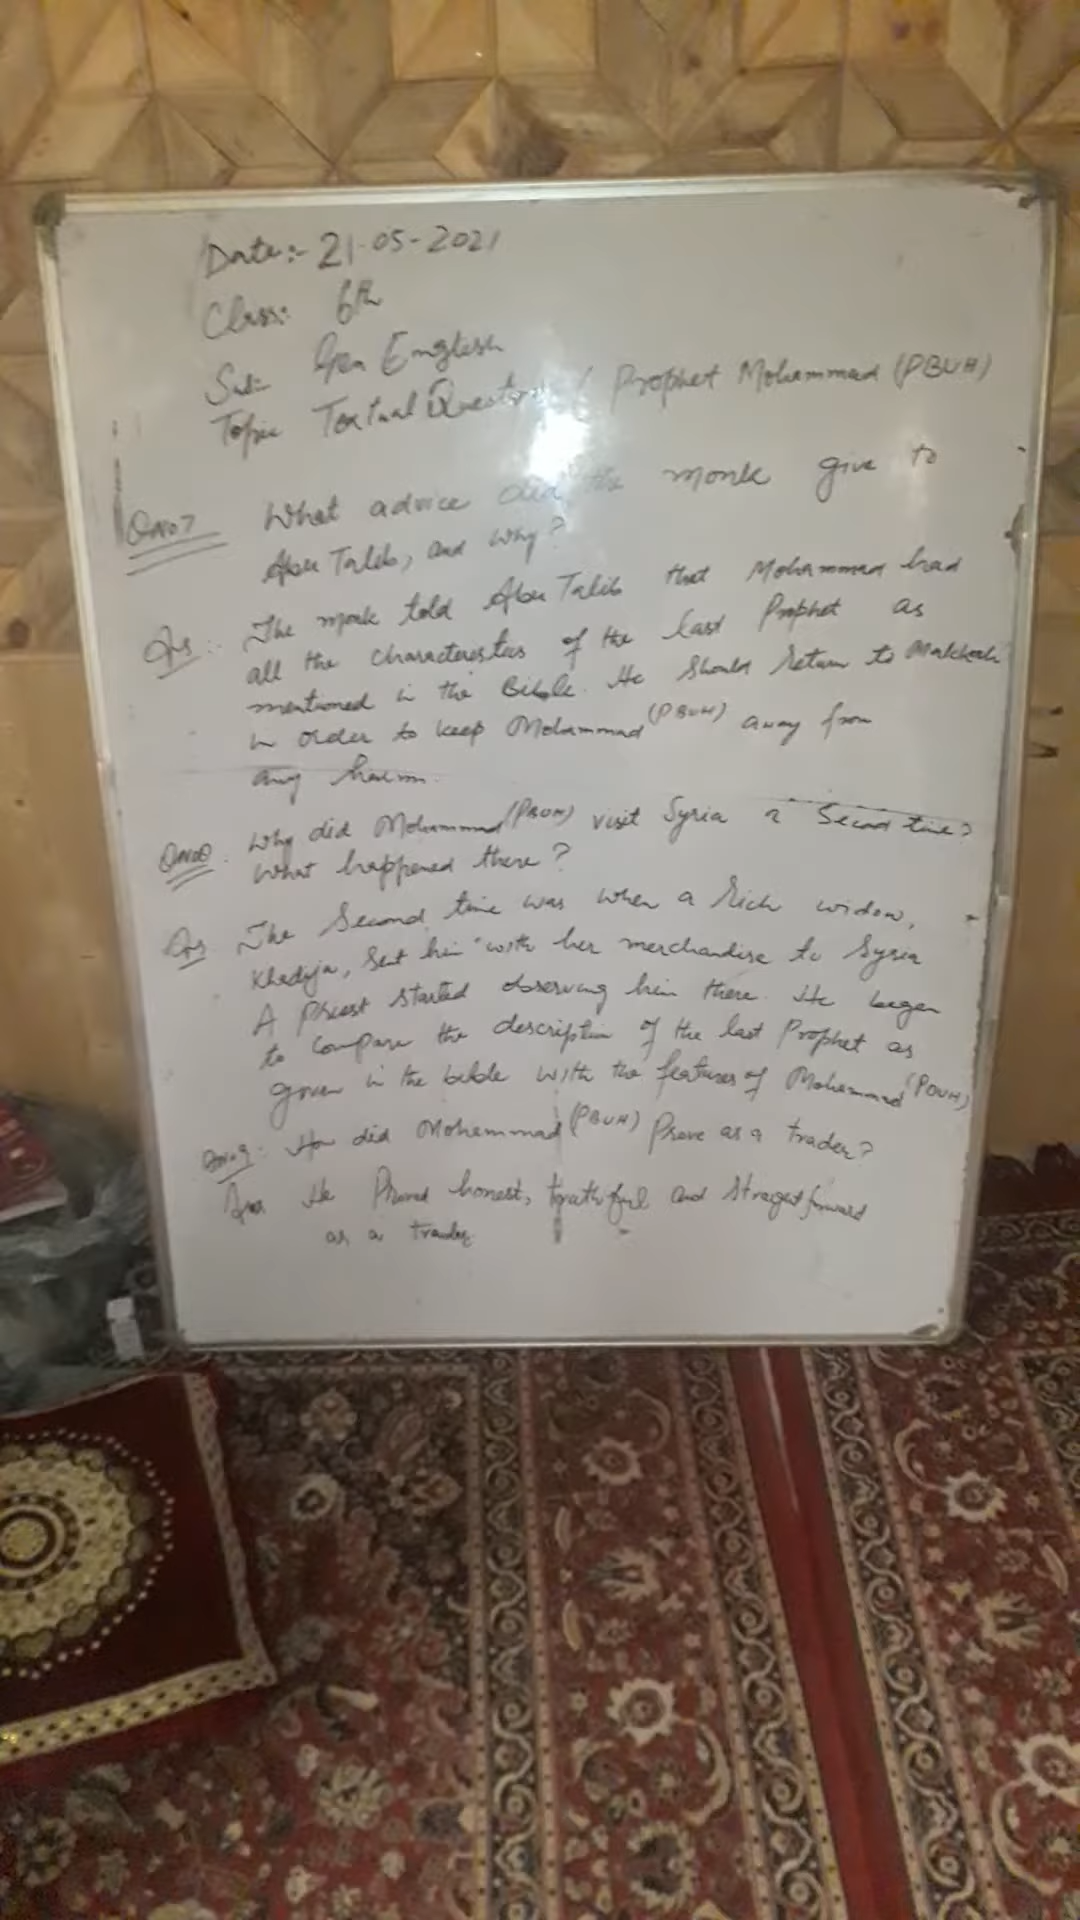 Date:- 21-05-2021
Class: 6th
Sub:- Gen English
Topic Textual Questions / Prophet Mohammad (PBUH)
QNo7 What advice did the monk give to
Abu Talib, and why?
Ans:- The monk told Abu Talib that Mohammad had
all the characteristics of the last Prophet as
mentioned in the Bible. He should return to Makkah
in order to keep Mohammad (PBUH) away from
any harm.
QNo8. Why did Mohammad (PBUH) visit Syria a Second time?
What happened there?
Ans The Second time was when a rich widow,
Khadija, Sent him with her merchandise to Syria
A priest started observing him there. He began
to compare the description of the last Prophet as
given in the bible with the features of Mohammad (PBUH)
QNo.9: How did Mohammad (PBUH) Prove as a trader?
Ans He Proved honest, truthful and Straightforward
as a trader